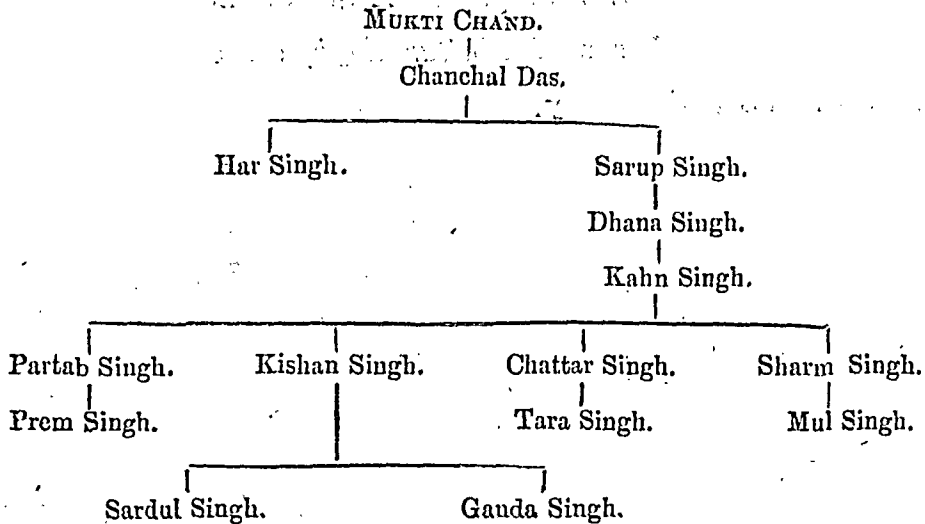 MUKTI CHAND.
Chanchal Das.
Har Singh. Sarup Singh.
Dhana Singh.
Kahn Singh.
Partab Singh. Kishan Singh. Chattar Singh. Sharm Singh.
Prem Singh. Tara Singh. Mul Singh.
Sardul Singh. Ganda Singh.